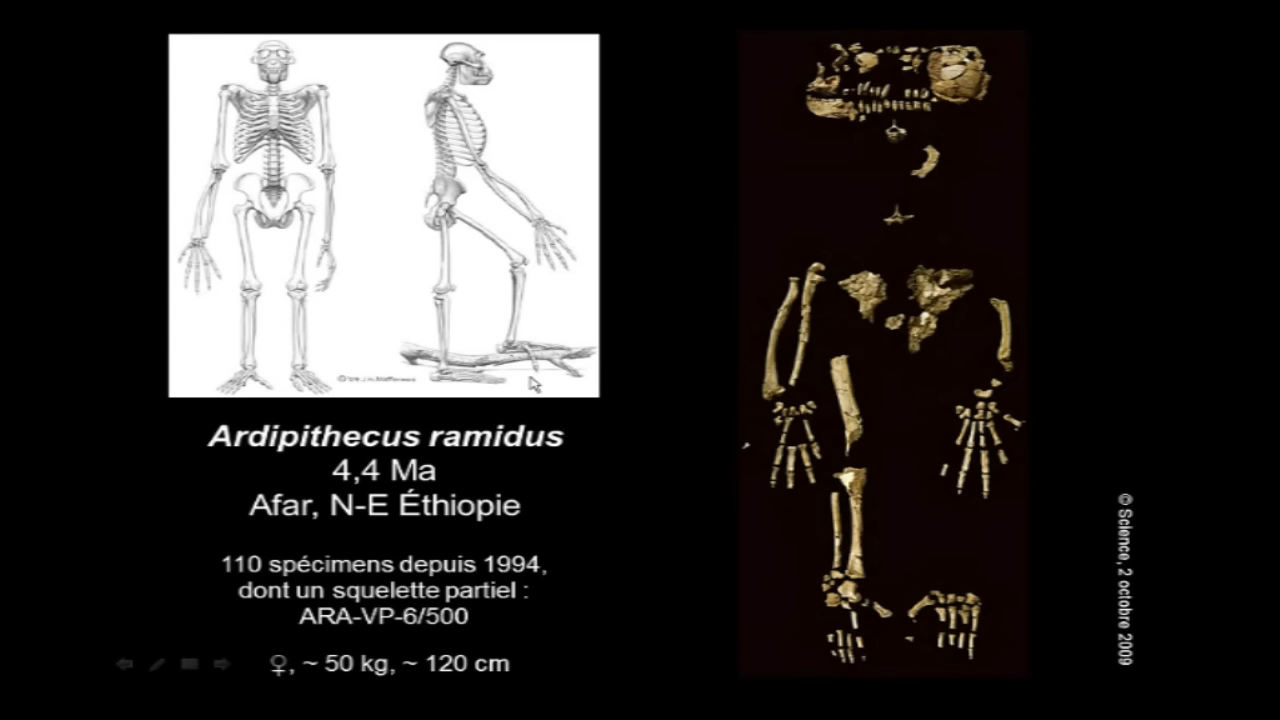 Ardipithecus ramidus
4,4 Ma
Afar, N-E Éthiopie
110 spécimens depuis 1994,
dont un squelette partiel :
ARA-VP-6/500
♀, ~ 50 kg, ~ 120 cm
© Science, 2 octobre 2009